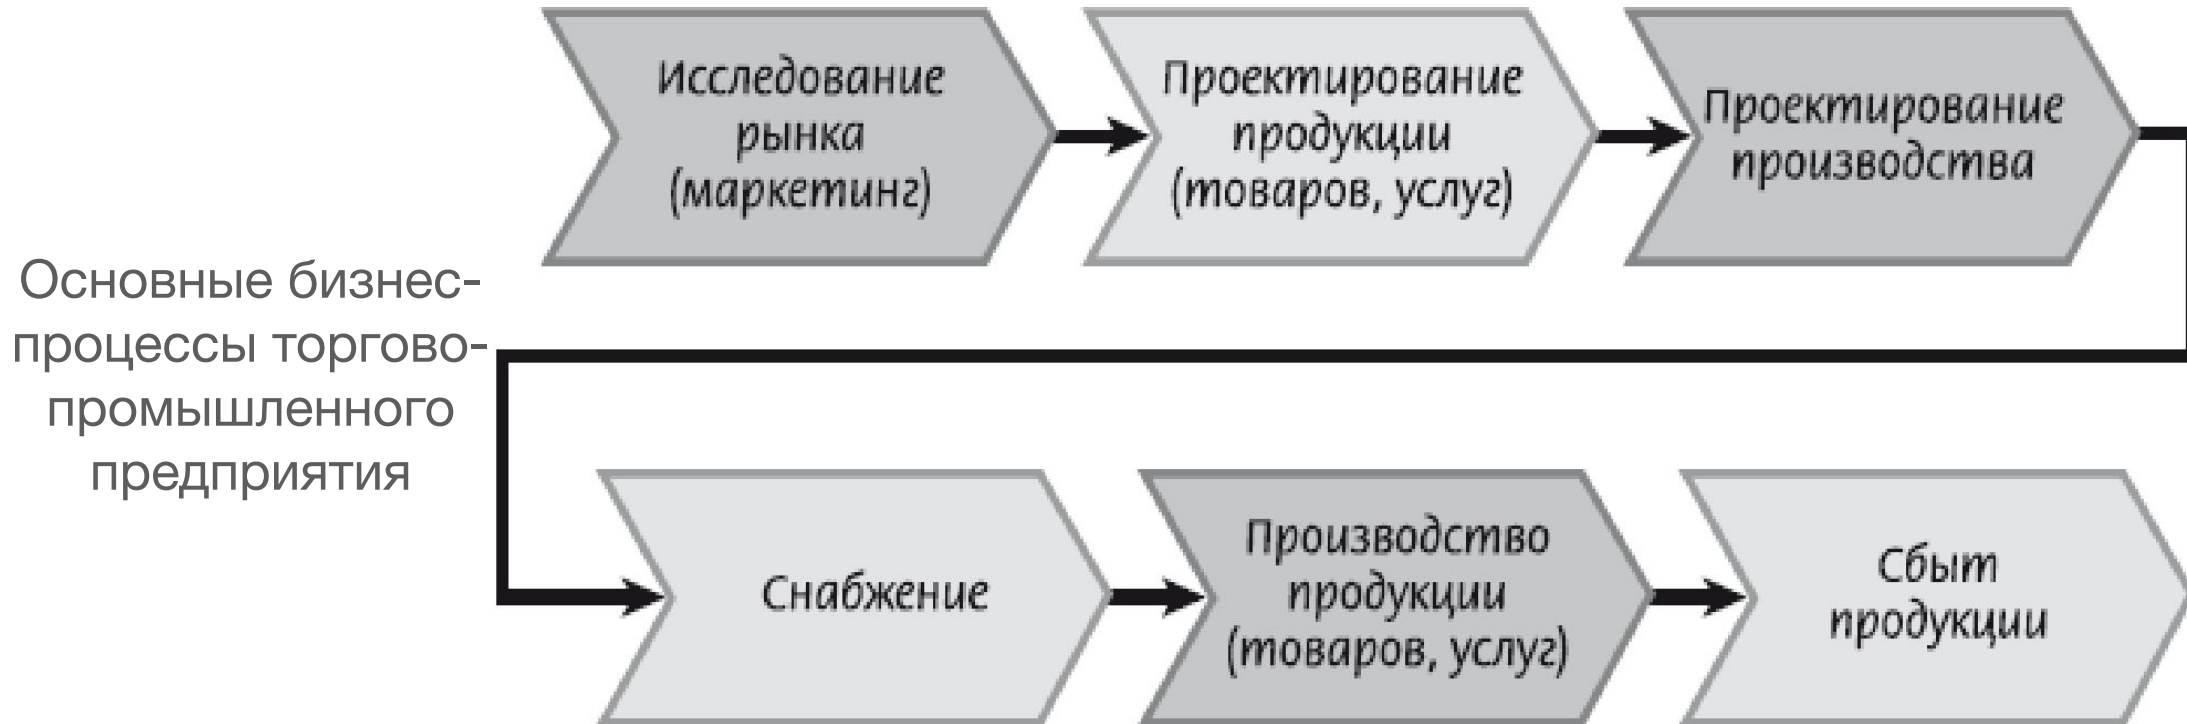 Основные бизнес-
процессы торгово-
промышленного
предприятия
Исследование
рынка
(маркетинг)
Проектирование
продукции
(товаров, услуг)
Проектирование
производства
Снабжение
Производство
продукции
(товаров, услуг)
Сбыт
продукции